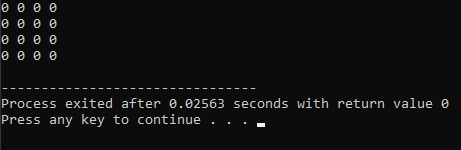 0 0 0 0
0 0 0 0
0 0 0 0
0 0 0 0
--------------------------------
Process exited after 0.02563 seconds with return value 0
Press any key to continue . . .